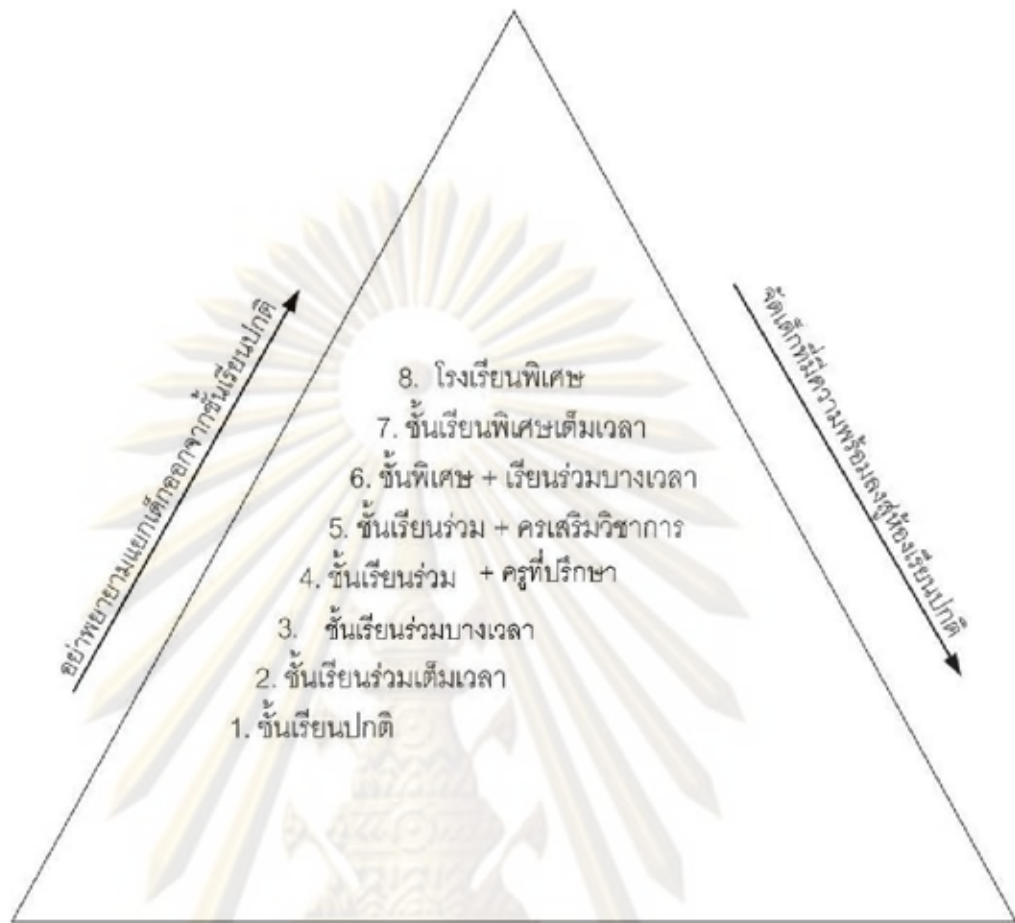 อย่าพยายามแยกเด็กออกจากชั้นเรียนปกติ
จัดเด็กที่มีความพร้อมลงสู่ห้องเรียนปกติ
8. โรงเรียนพิเศษ
7. ชั้นเรียนพิเศษเต็มเวลา
6. ชั้นพิเศษ + เรียนร่วมบางเวลา
5. ชั้นเรียนร่วม + ครเสริมวิชาการ
4. ชั้นเรียนร่วม + ครูที่ปรึกษา
3. ชั้นเรียนร่วมบางเวลา
2. ชั้นเรียนร่วมเต็มเวลา
1. ชั้นเรียนปกติ